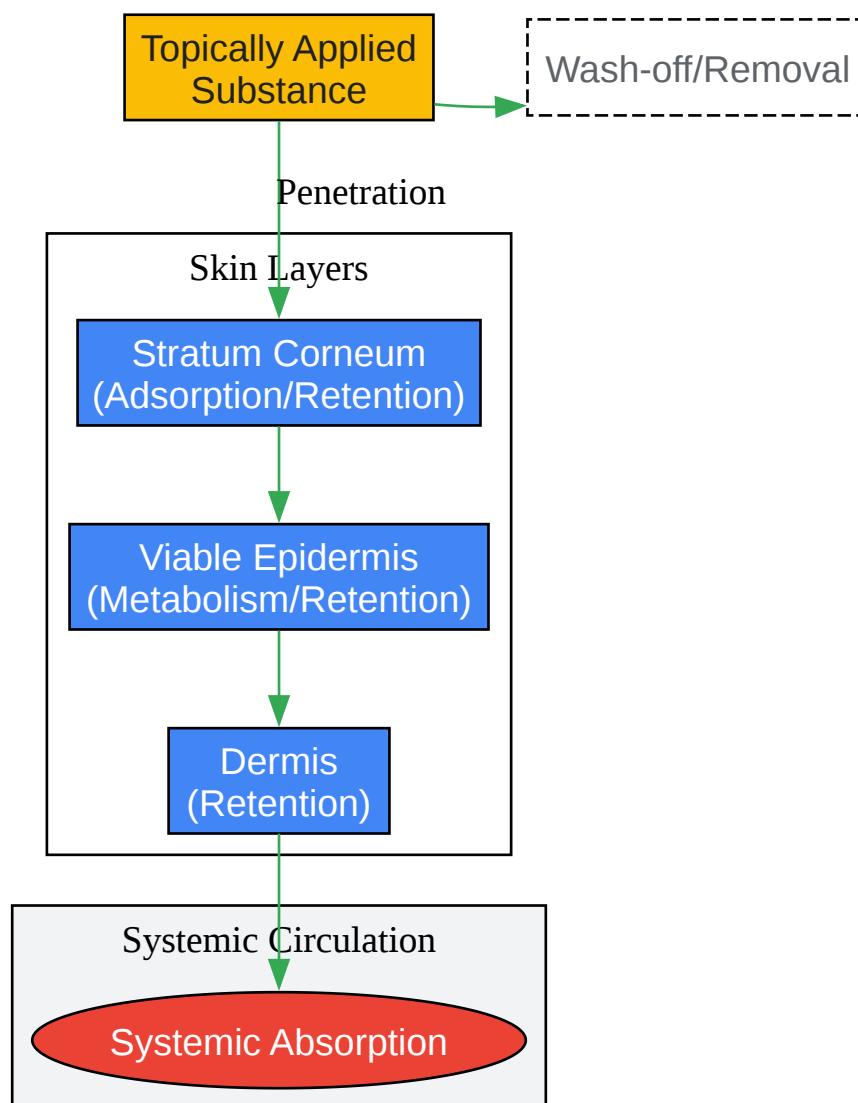 Topically Applied
Substance
Wash-off/Removal
Penetration
Skin Layers
Stratum Corneum
(Adsorption/Retention)
Viable Epidermis
(Metabolism/Retention)
Dermis
(Retention)
Systemic Circulation
Systemic Absorption